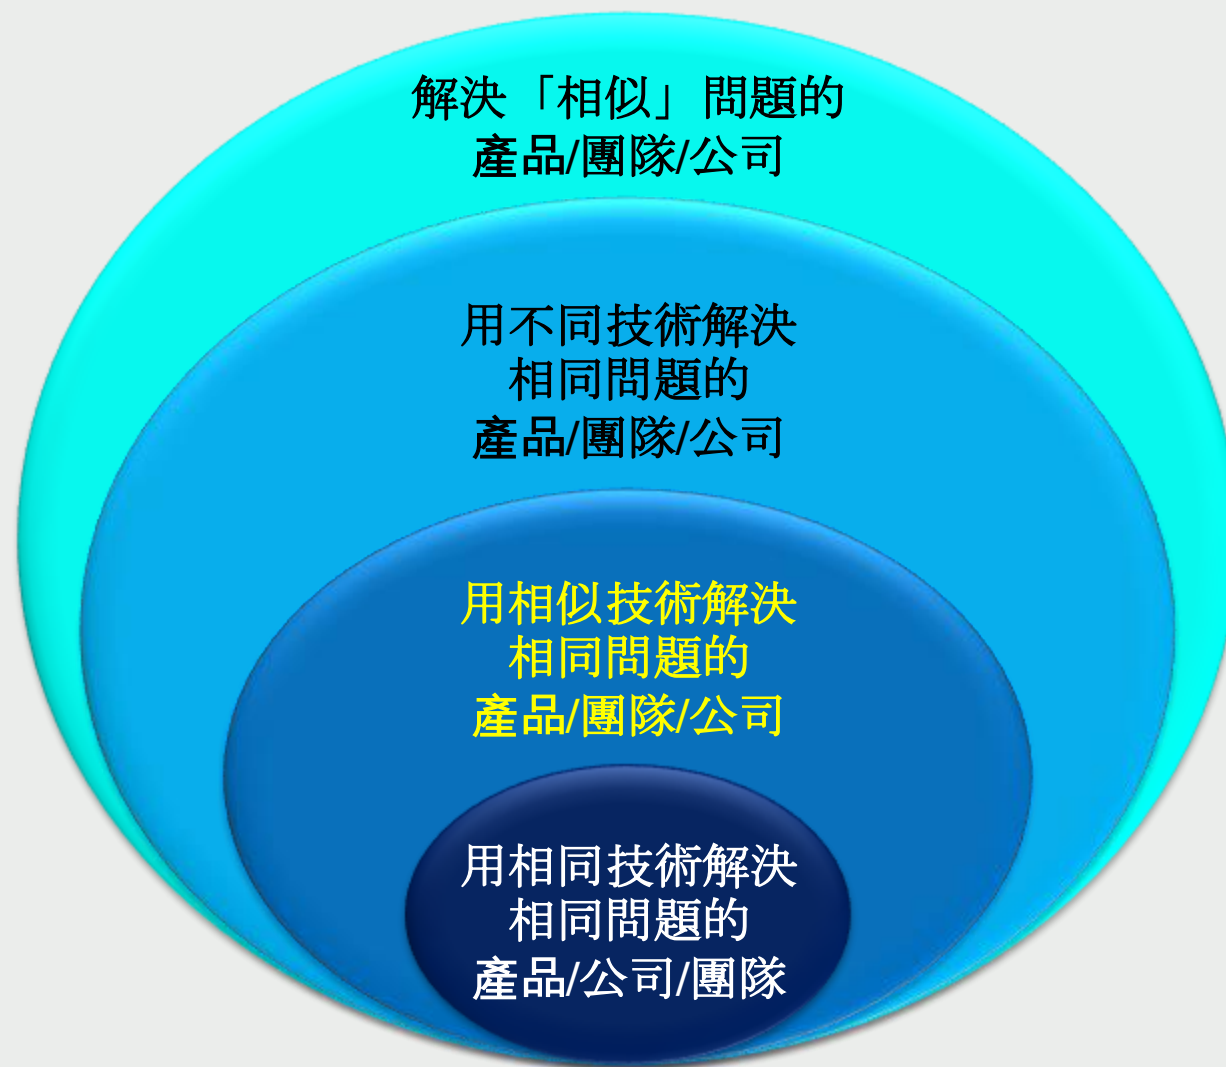 解決「相似」問題的
產品/團隊/公司
用不同技術解決
相同問題的
產品/團隊/公司
用相似技術解決
相同問題的
產品/團隊/公司
用相同技術解決
相同問題的
產品/公司/團隊